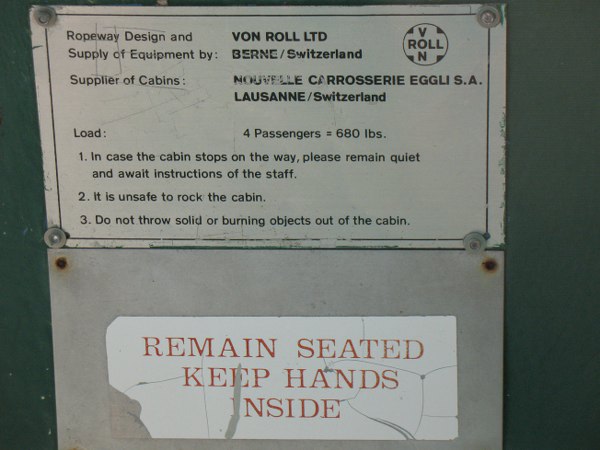 Ropeway Design and VON ROLL LTD
Supply of Equipment by: BERNE/Switzerland
VON ROLL
Supplier of Cabins: NOUVELLE CARROSSERIE EGGLI S.A.
LAUSANNE/Switzerland
Load: 4 Passengers = 680 lbs.
1. In case the cabin stops on the way, please remain quiet
and await instructions of the staff.
2. It is unsafe to rock the cabin.
3. Do not throw solid or burning objects out of the cabin.
REMAIN SEATED
KEEP HANDS
NSIDE